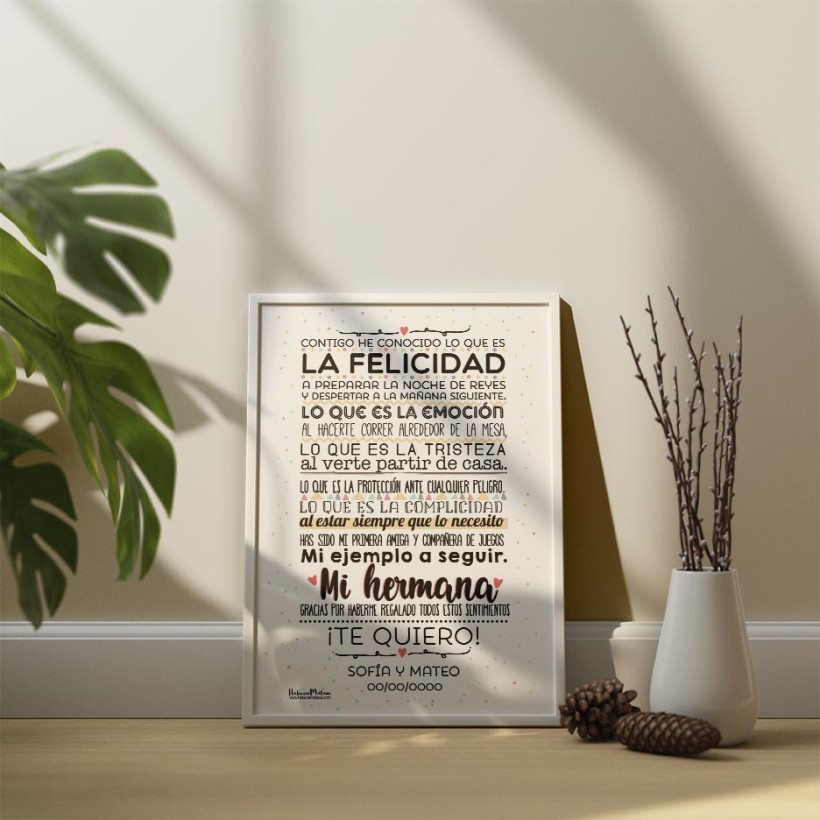 CONTIGO HE CONOCIDO LO QUE ES
LA FELICIDAD
A PREPARAR LA NOCHE DE REYES
Y DESPERTAR A LA MAÑANA SIGUIENTE.
LO QUE ES LA EMOCIÓN
AL HACERTE CORRER ALREDEDOR DE LA MESA,
LO QUE ES LA TRISTEZA
al verte partir de casa.
LO QUE ES LA PROTECCIÓN ANTE CUALQUIER PELIGRO.
LO QUE ES LA COMPLICIDAD
al estar siempre que lo necesito
HAS SIDO MI PRIMERA AMIGA Y COMPAÑERA DE JUEGOS
Mi ejemplo a seguir.
Mi hermana
GRACIAS POR HABERME REGALADO TODOS ESTOS SENTIMIENTOS
¡TE QUIERO!
SOFÍA Y MATEO
00/00/0000